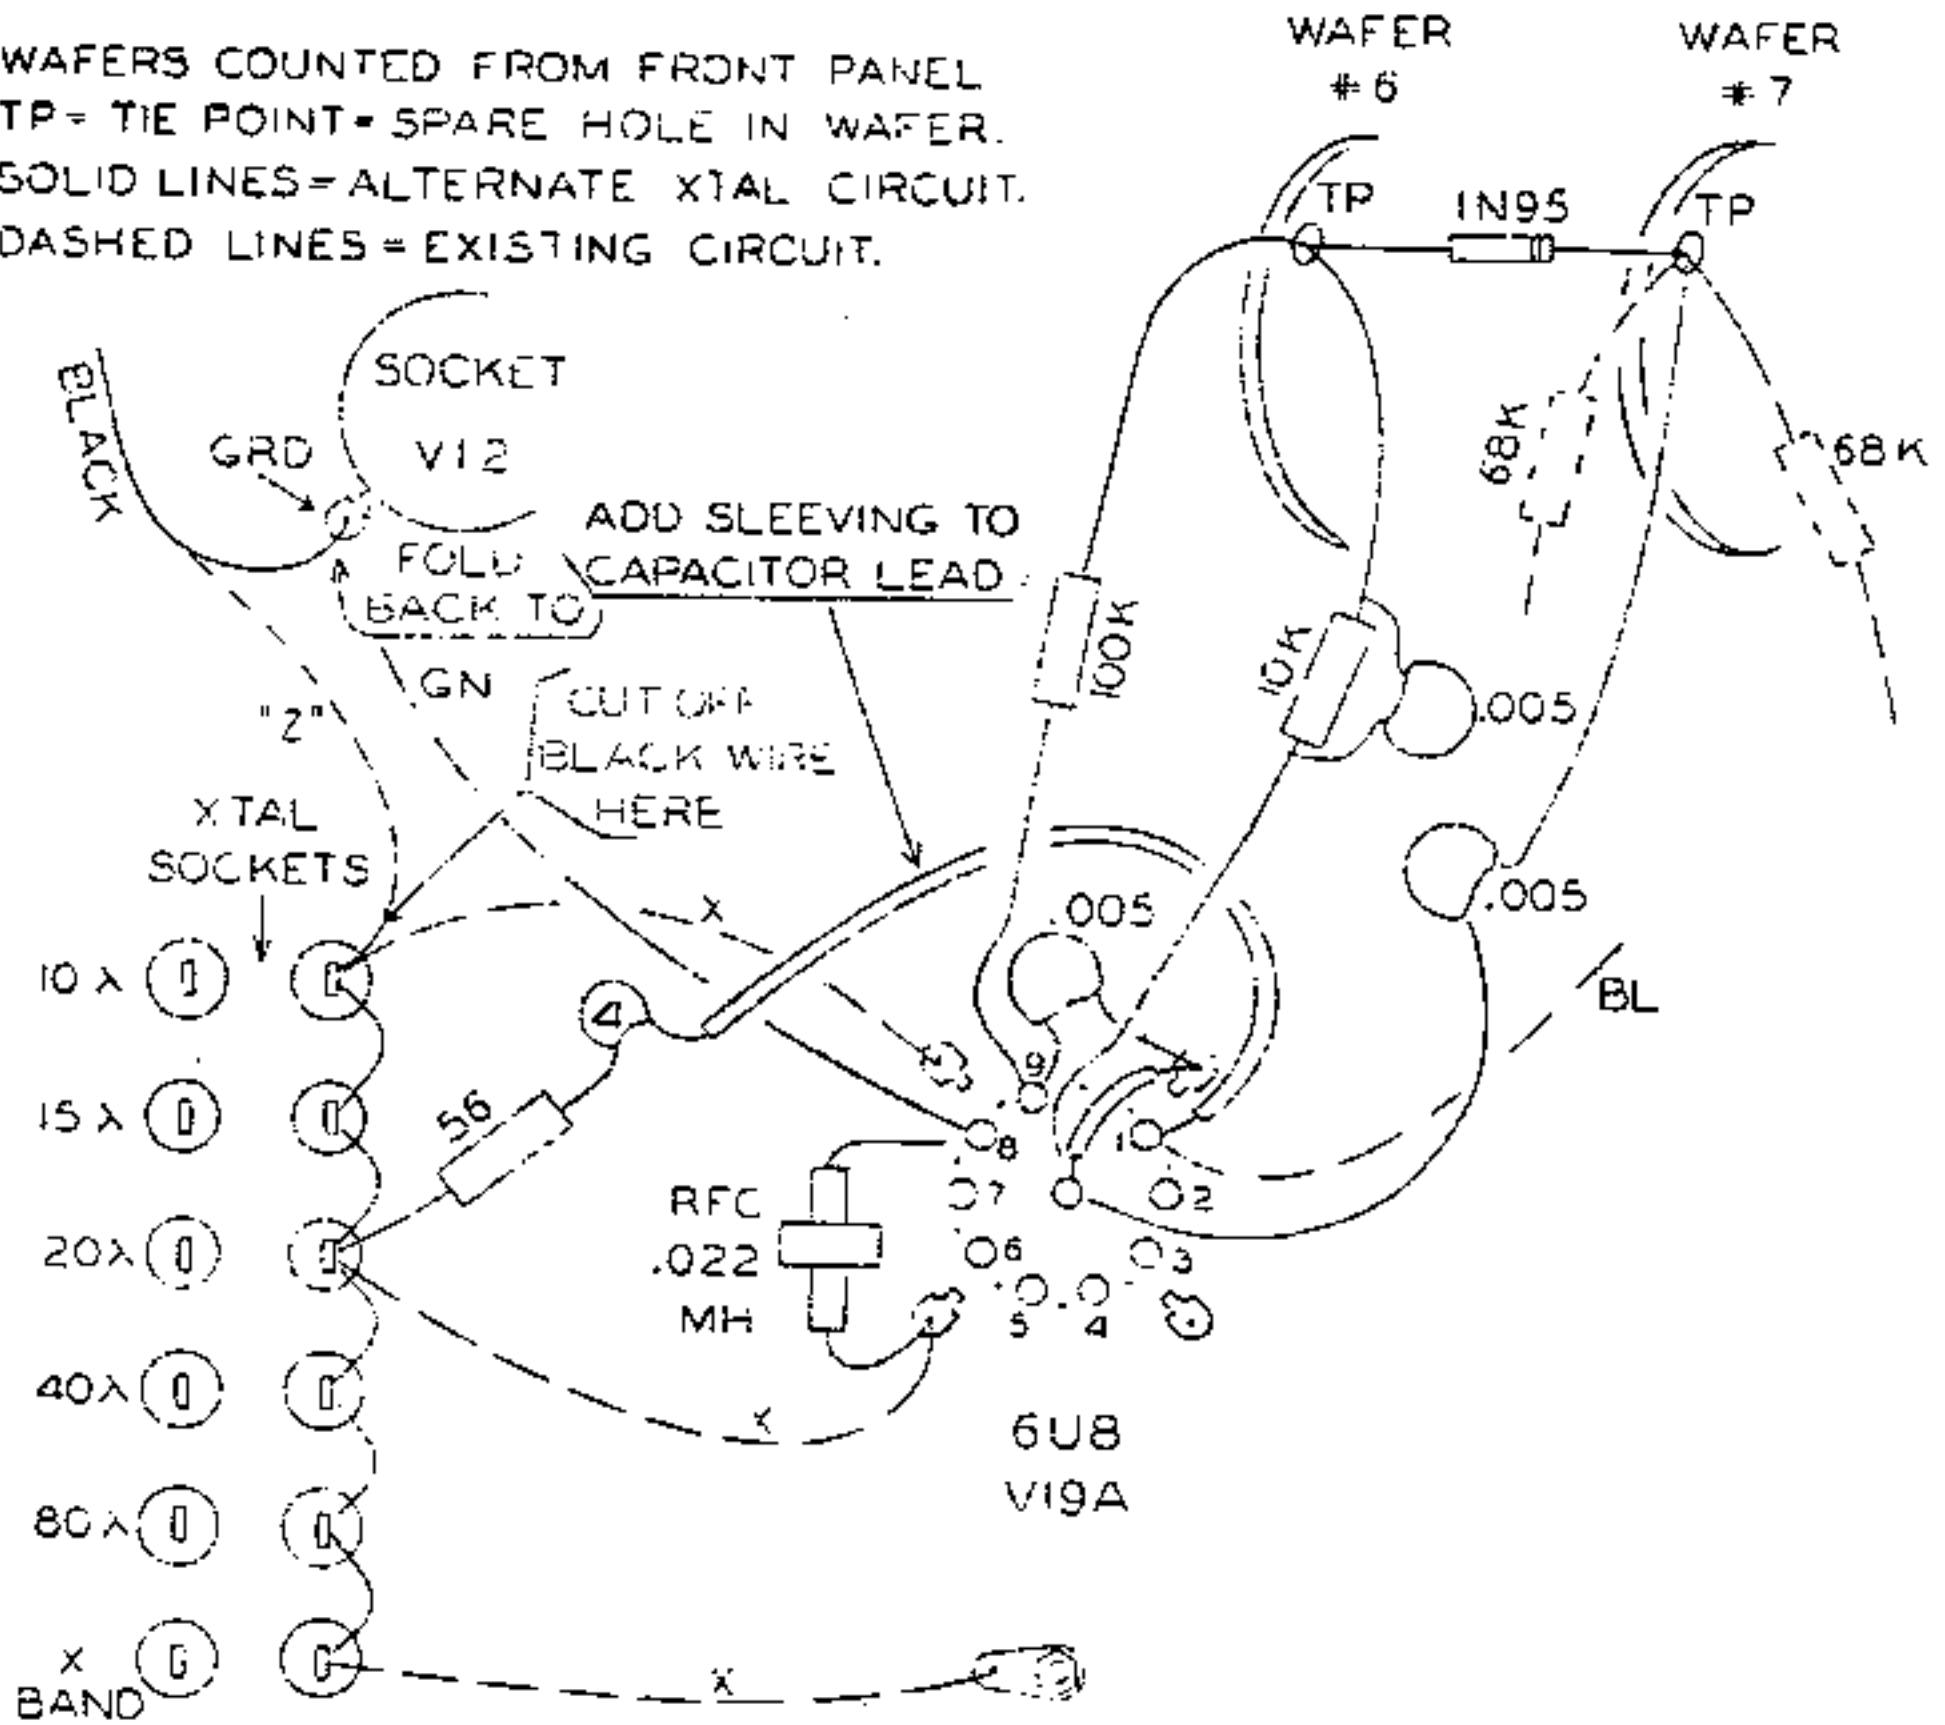 WAFERS COUNTED FROM FRONT PANEL
TP = TIE POINT = SPARE HOLE IN WAFER.
SOLID LINES = ALTERNATE XTAL CIRCUIT.
DASHED LINES = EXISTING CIRCUIT.
WAFER
#6
WAFER
#7
TP
1N95
TP
BLACK
SOCKET
V12
GRD
ADD SLEEVING TO
CAPACITOR LEAD
FOLD
BACK TO
68K
68K
100K
10K
.005
GN
"2"
CUT OFF
BLACK WIRE
HERE
XTAL
SOCKETS
X
.005
.005
BL
10 λ
4
9
15 λ
56
8
1
RFC
.022
MH
7
2
20λ
6
3
5
4
40λ
X
6U8
V19A
80λ
X
BAND
X